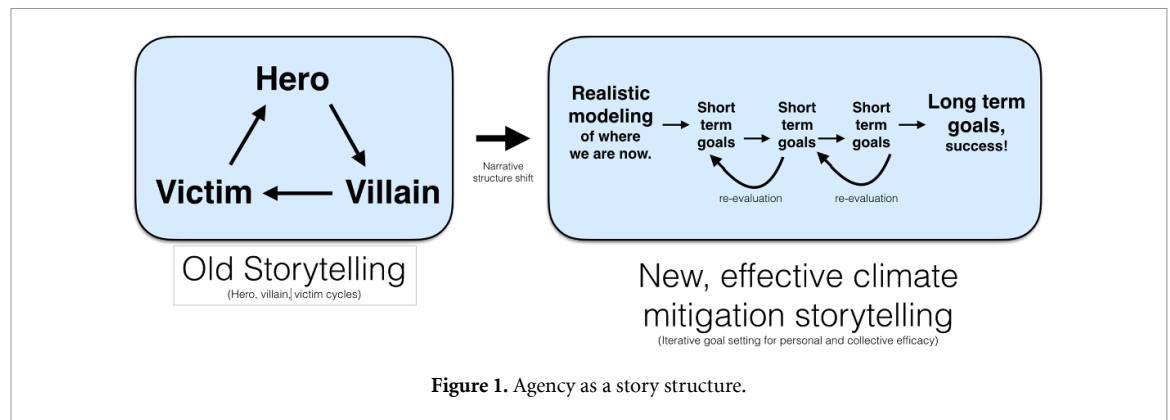 Hero
Victim
Villain
Old Storytelling
(Hero, villain, victim cycles)
Narrative
structure shift
Realistic
modeling
of where
we are now.
Short
term
goals
Short
term
goals
Short
term
goals
Long term
goals,
success!
re-evaluation
re-evaluation
New, effective climate
mitigation storytelling
(Iterative goal setting for personal and collective efficacy)
Figure 1. Agency as a story structure.